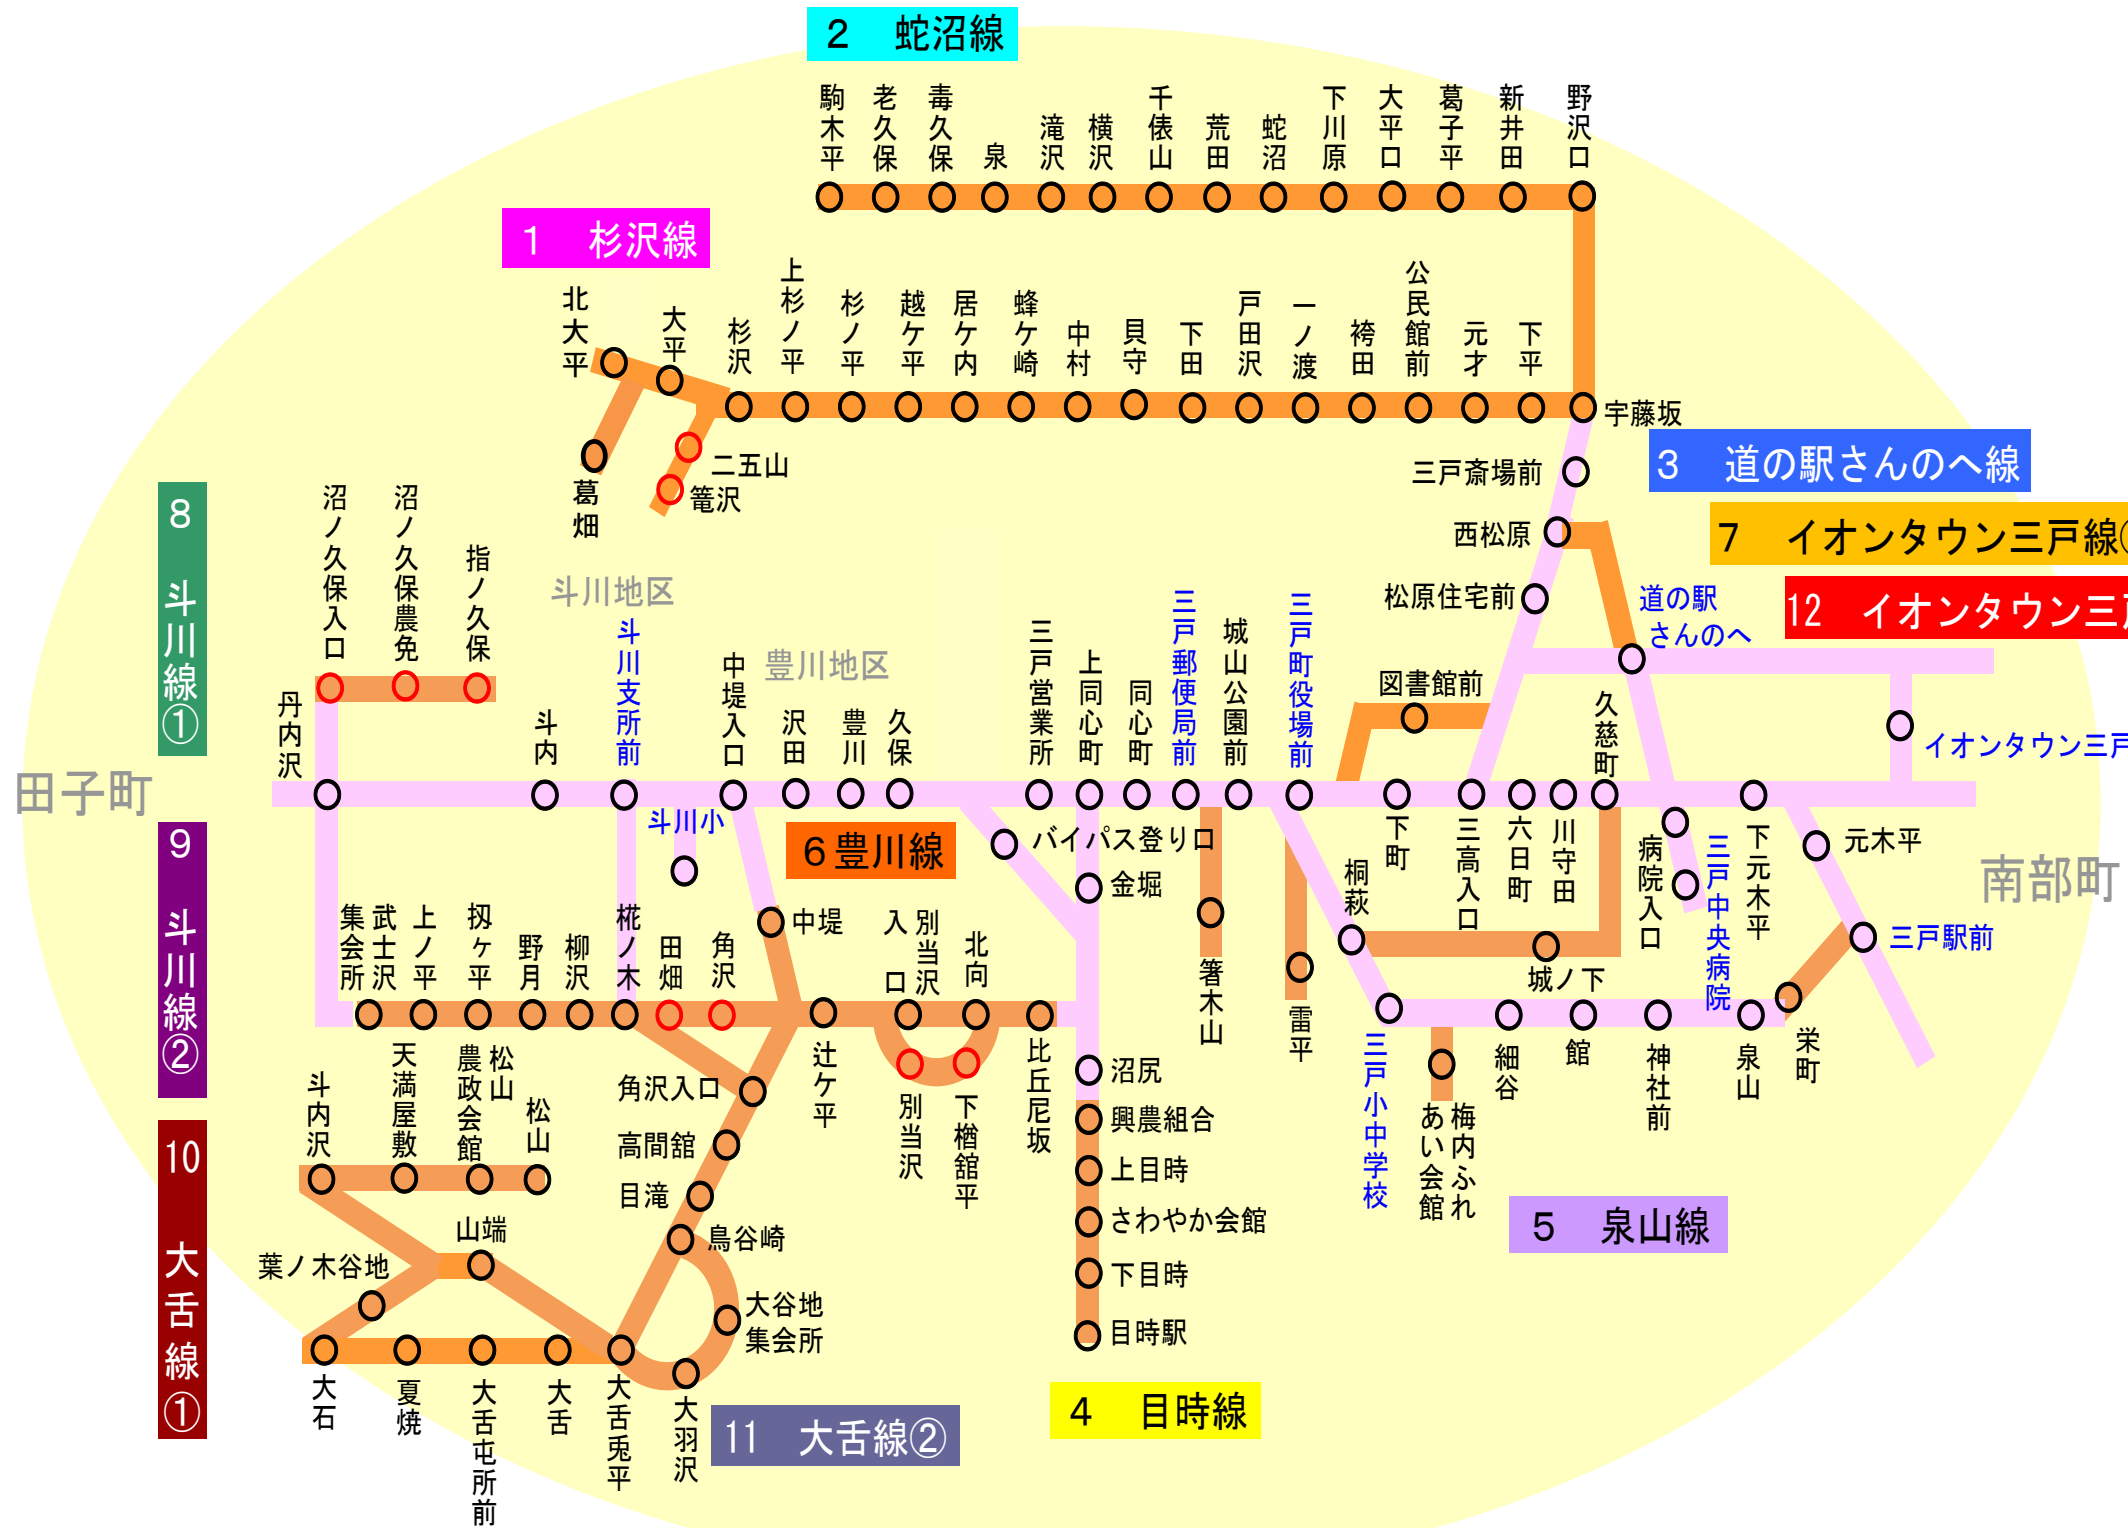 2 蛇沼線
駒木平
老久保
毒久保
泉
滝沢
横沢
千俵山
荒田
蛇沼
下川原
大平口
葛子平
新井田
野沢口
1 杉沢線
北大平
大平
杉沢
上杉ノ平
杉ノ平
越ケ平
居ケ内
蜂ケ崎
中村
貝守
下田
戸田沢
一ノ渡
袴田
公民館前
元才
下平
宇藤坂
二五山
篭沢
葛畑
3 道の駅さんのへ線
三戸斎場前
西松原
7 イオンタウン三戸線
松原住宅前
12 イオンタウン三
道の駅
さんのへ
8 斗川線①
沼ノ久保入口
沼ノ久保農免
指ノ久保
斗川地区
豊川地区
丹内沢
斗内
斗川支所前
中堤入口
沢田
豊川
久保
三戸営業所
上同心町
同心町
三戸郵便局前
城山公園前
三戸町役場前
図書館前
久慈町
イオンタウン三戸
田子町
斗川小
6豊川線
バイパス登り口
金堀
下町
三高入口
六日町
川守田
病院入口
三戸中央病院
下元木平
元木平
南部町
三戸駅前
9 斗川線②
武士沢
集会所
上ノ平
扨ヶ平
野月
柳沢
椛ノ木
田畑
角沢
中堤
別当沢
入口
北向
箸木山
雷平
桐萩
城ノ下
三戸小中学校
細谷
館
神社前
泉山
栄町
梅内ふれ
あい会館
5 泉山線
斗内沢
天満屋敷
松山
農政会館
松山
角沢入口
高間舘
目滝
鳥谷崎
辻ケ平
別当沢
下楢舘平
比丘尼坂
沼尻
興農組合
上目時
さわやか会館
下目時
目時駅
4 目時線
10 大舌線①
山端
葉ノ木谷地
大谷地
集会所
大石
夏焼
大舌屯所前
大舌
大舌兎平
大羽沢
11 大舌線②